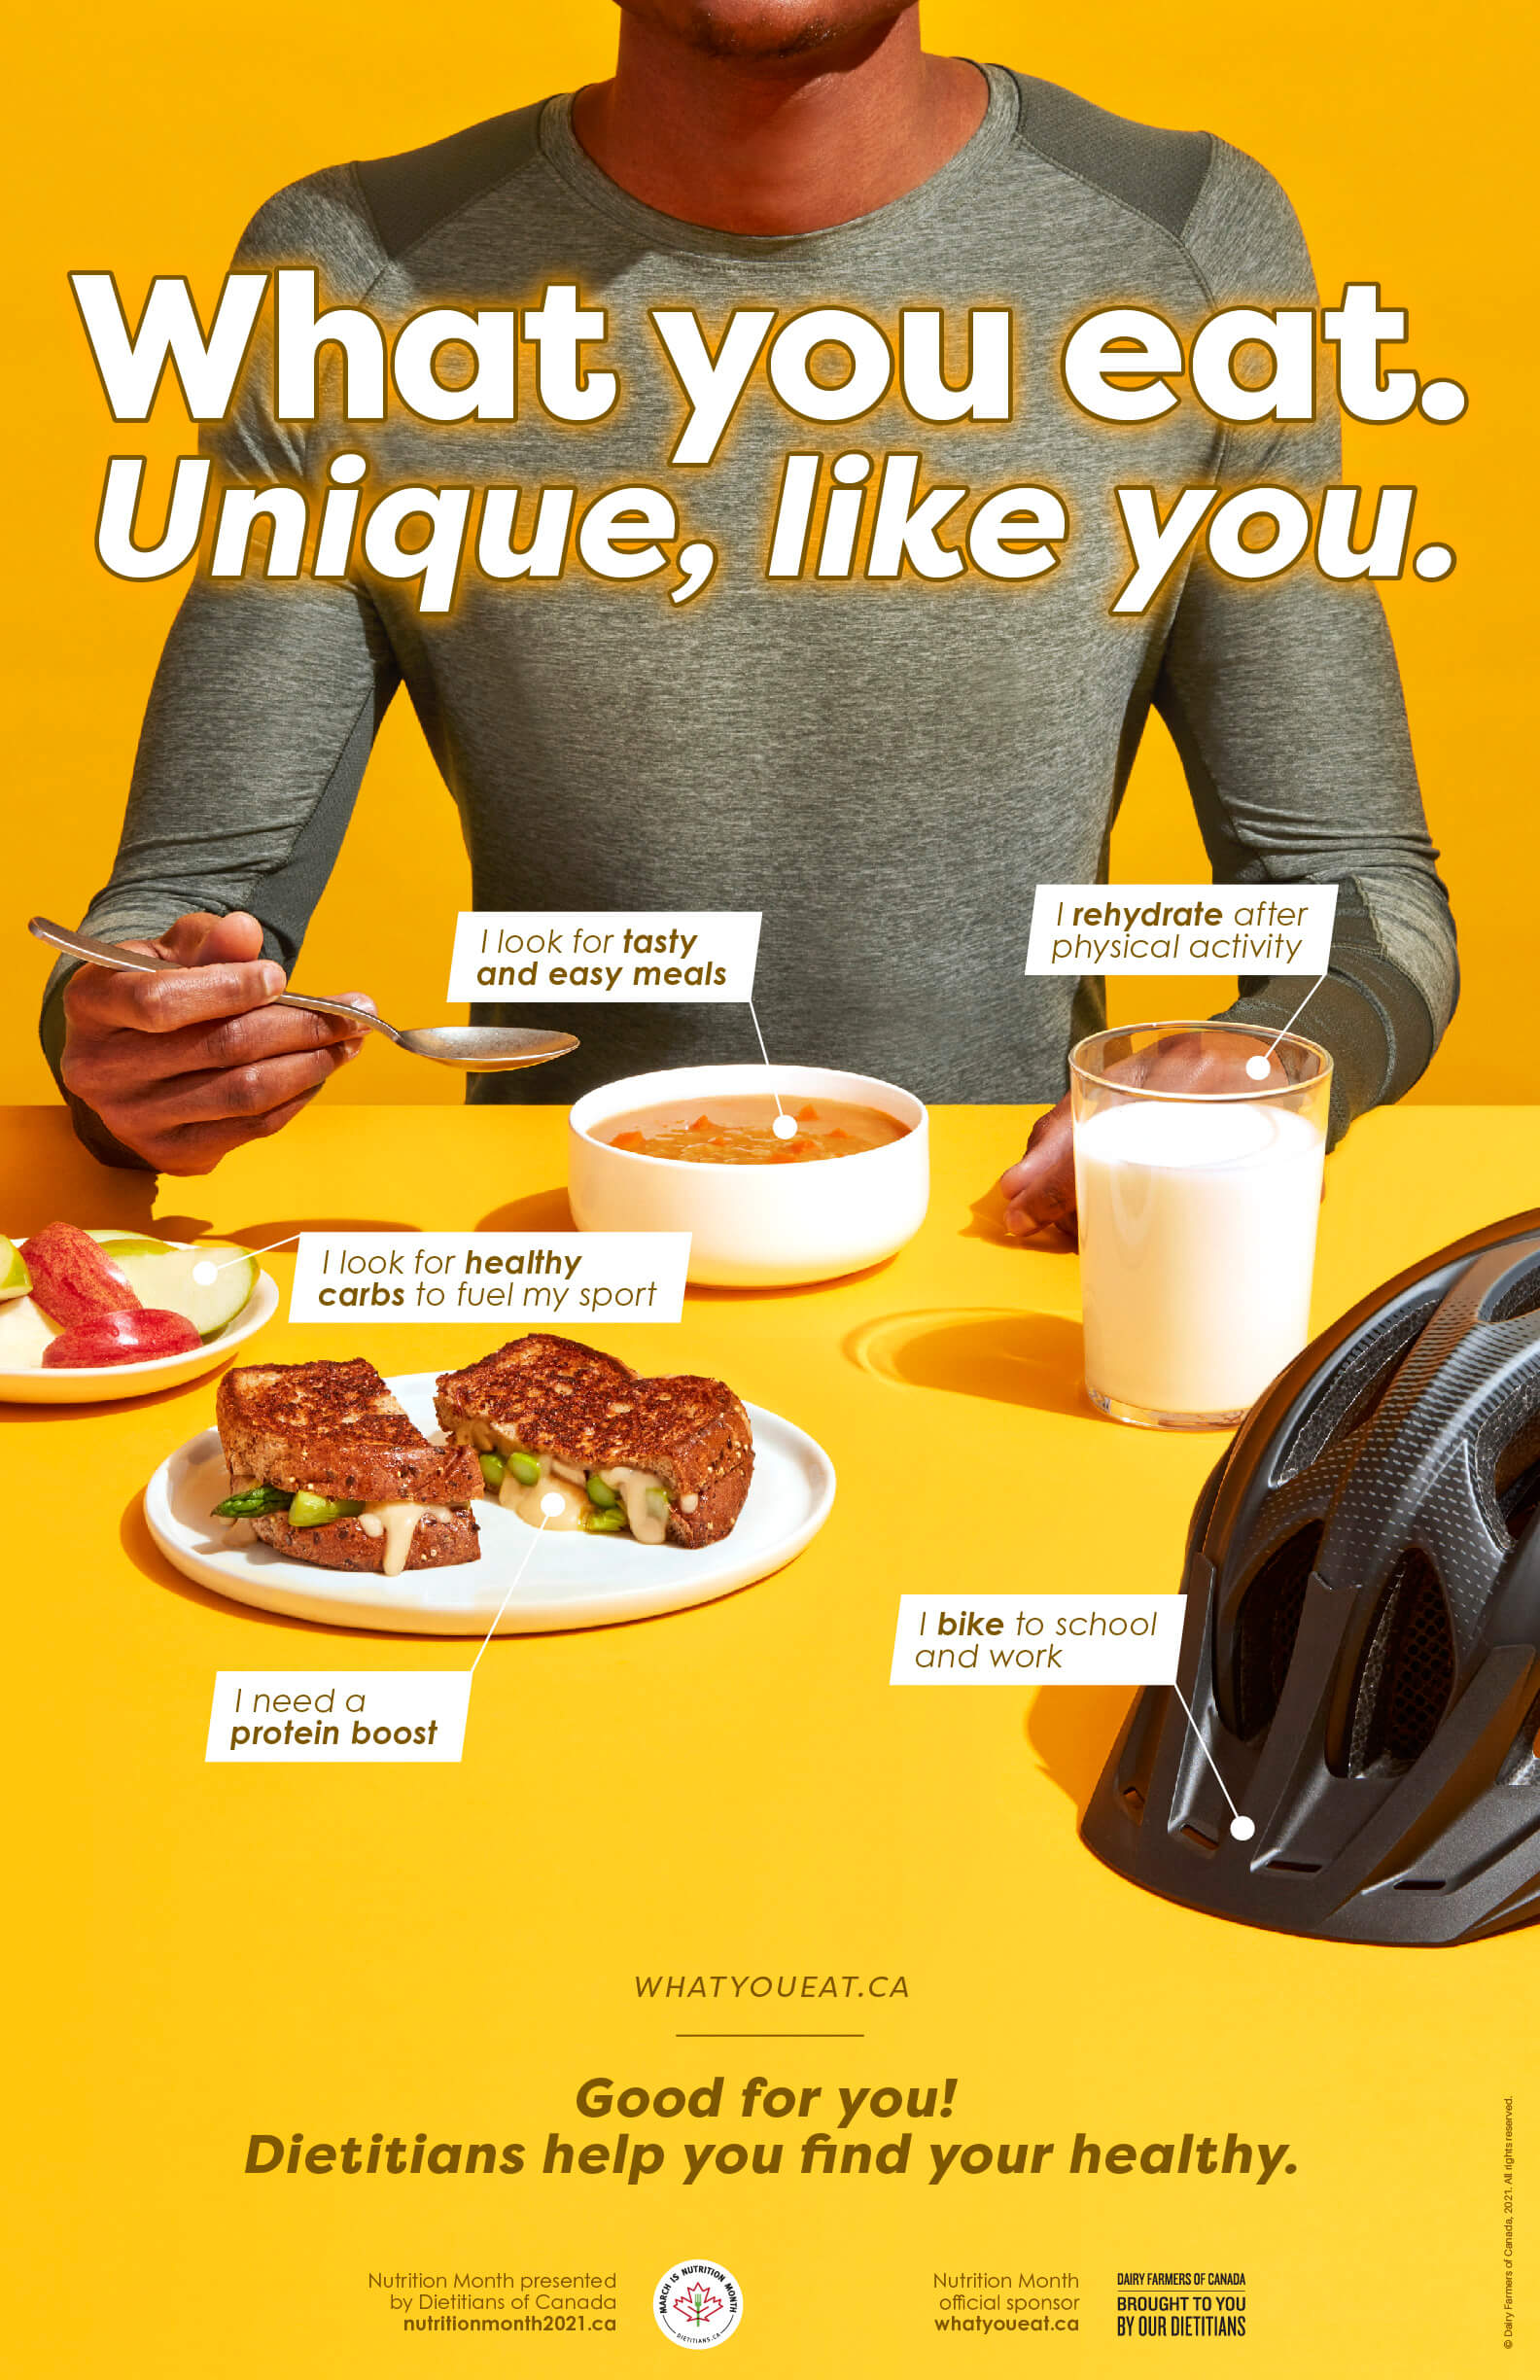 What you eat.
Unique, like you.
I rehydrate after
physical activity
I look for tasty
and easy meals
I look for healthy
carbs to fuel my sport
I need a
protein boost
I bike to school
and work
WHATYOUEAT.CA
Good for you!
Dietitians help you find your healthy.
Nutrition Month presented
by Dietitians of Canada
nutritionmonth2021.ca
MARCH IS NUTRITION MONTH
DIETITIANS.CA
Nutrition Month
official sponsor
whatyoueat.ca
DAIRY FARMERS OF CANADA
BROUGHT TO YOU
BY OUR DIETITIANS
© Dairy Farmers of Canada, 2021. All rights reserved.